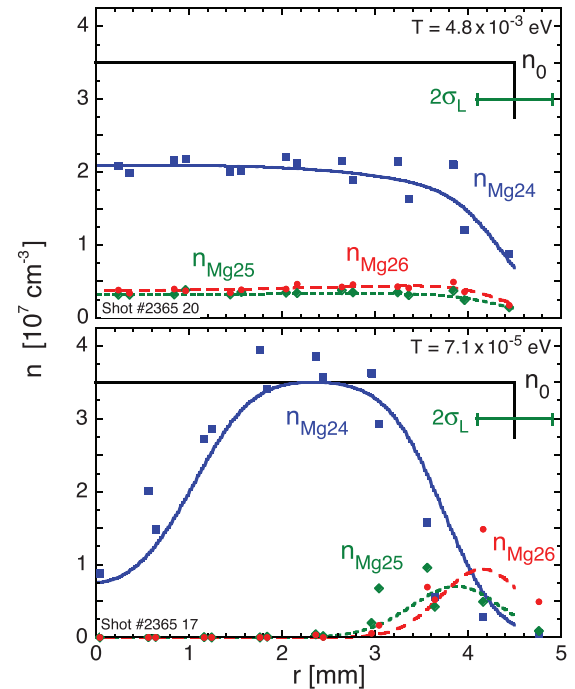 T = 4.8 x 10⁻³ eV
4
n₀
3
2σ_L
2
n_Mg24
1
n_Mg25
n_Mg26
0
Shot #2365 20
n [10⁷ cm⁻³]
T = 7.1 x 10⁻⁵ eV
4
n₀
3
2σ_L
n_Mg24
2
n_Mg25
n_Mg26
1
0
Shot #2365 17
0 1 2 3 4 5
r [mm]